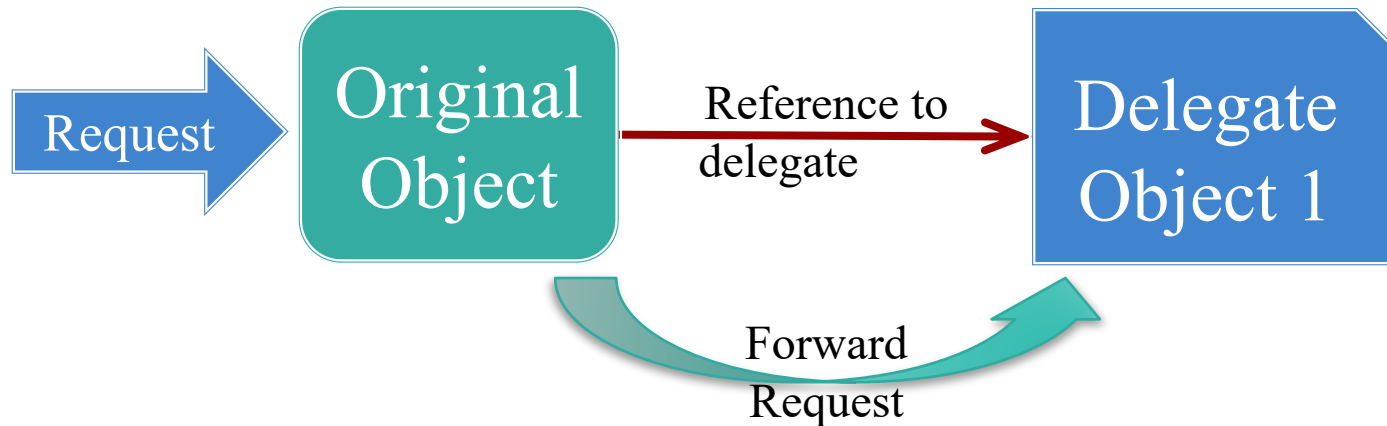 Request
Original
Object
Reference to
delegate
Delegate
Object 1
Forward
Request